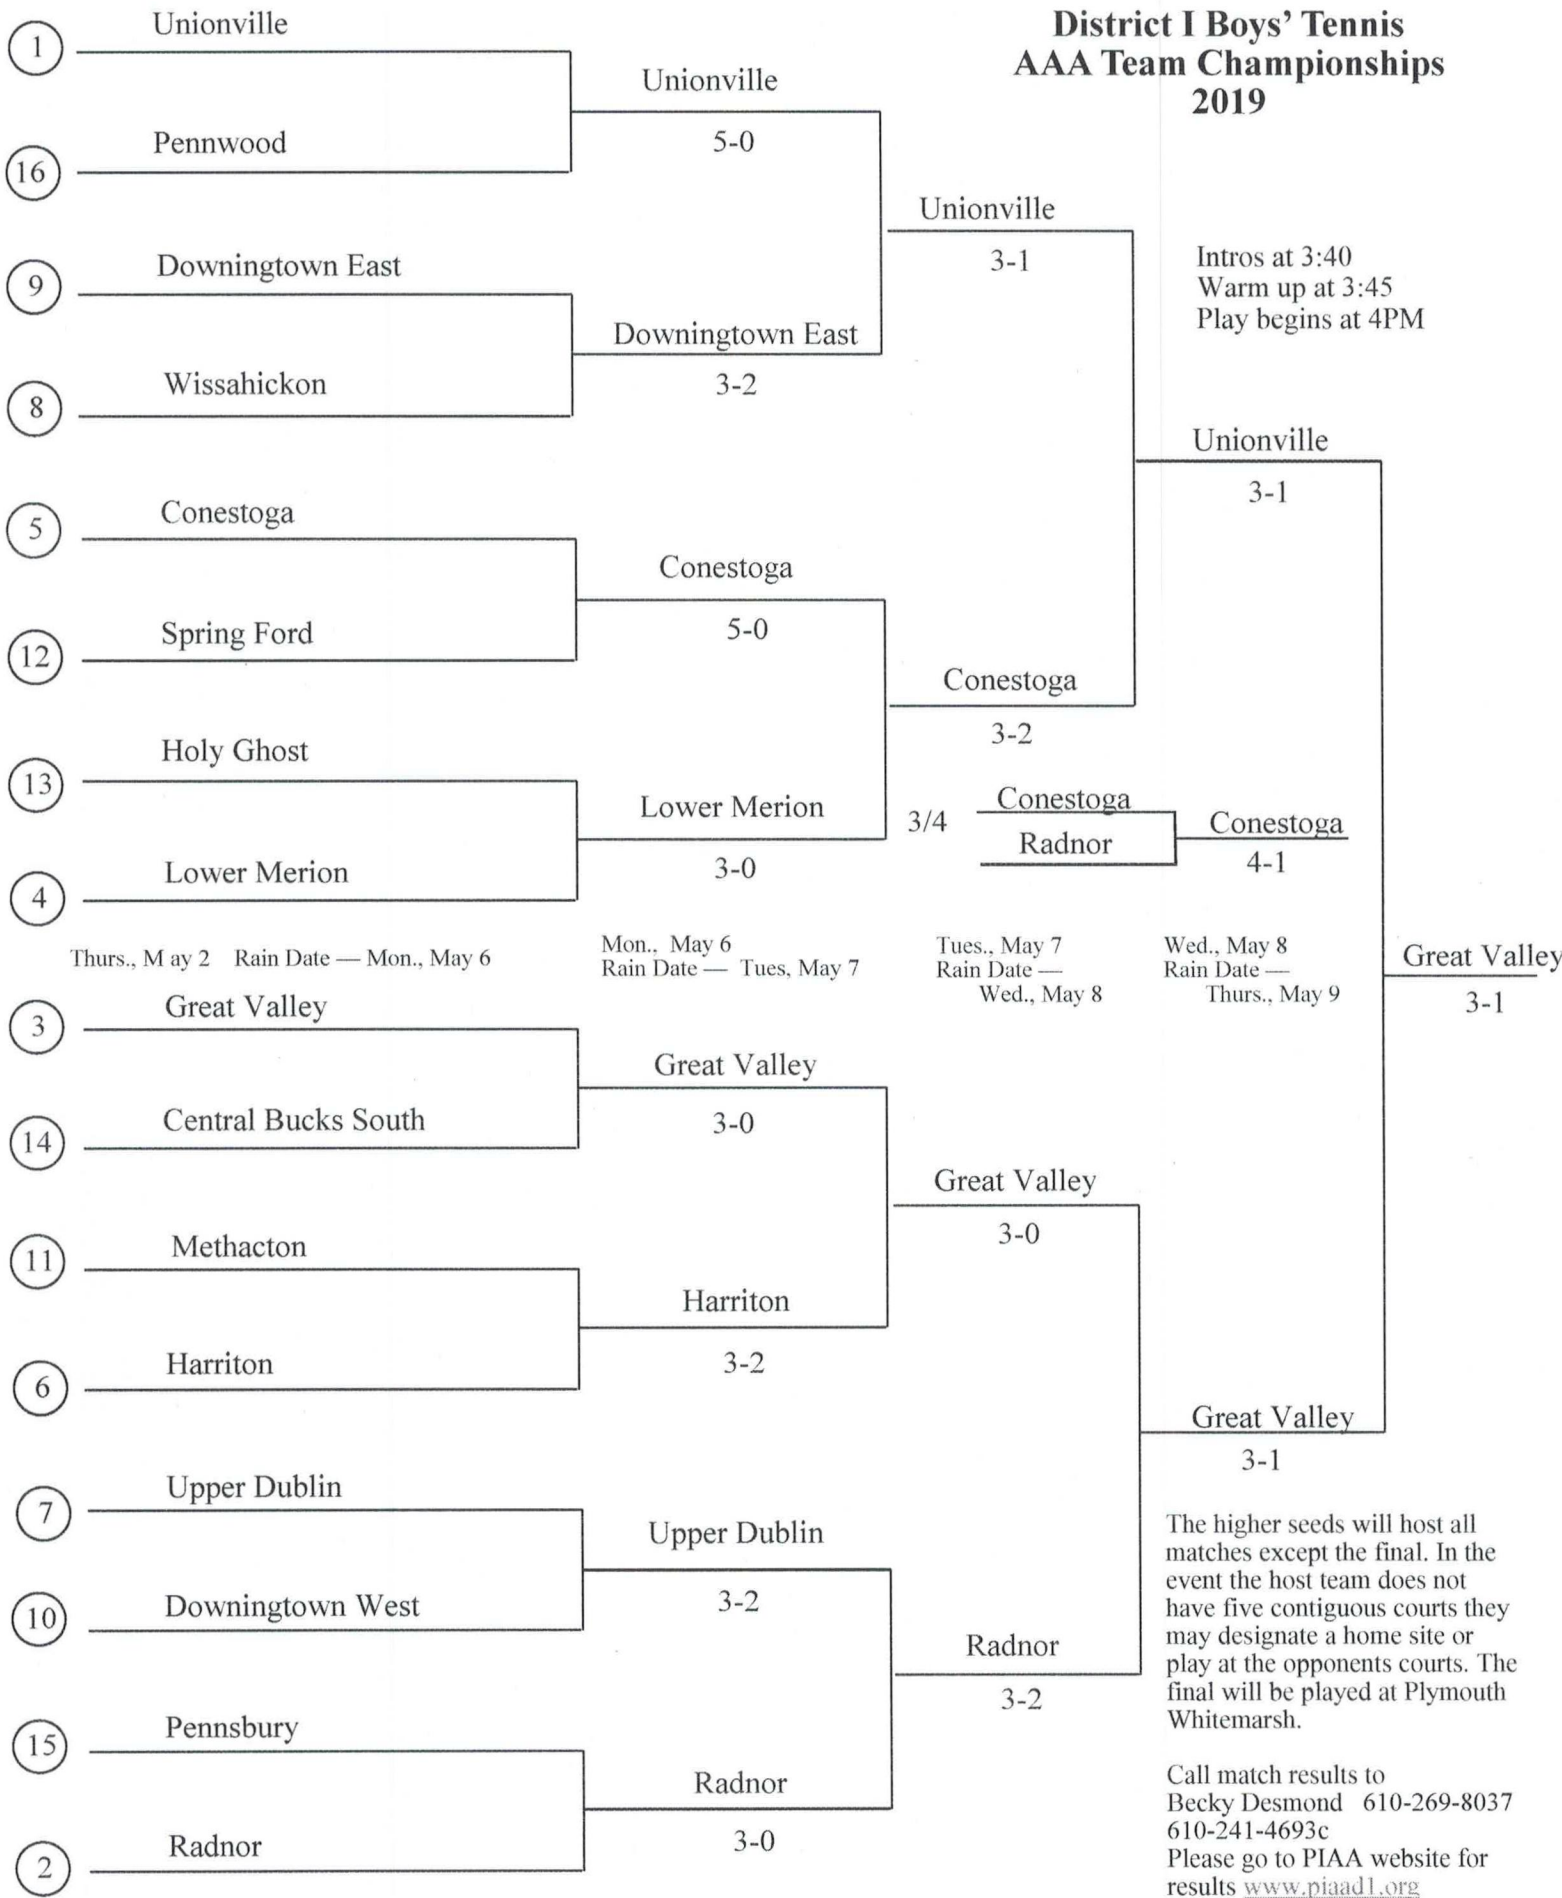 District I Boys' Tennis
AAA Team Championships
2019
1
Unionville
Unionville
5-0
Pennwood
16
Unionville
3-1
9
Downingtown East
Downingtown East
3-2
Wissahickon
8
Intros at 3:40
Warm up at 3:45
Play begins at 4PM
Unionville
3-1
5
Conestoga
Conestoga
5-0
Spring Ford
12
Conestoga
3-2
Holy Ghost
13
Lower Merion
3-0
Lower Merion
4
3/4
Conestoga
Radnor
Conestoga
4-1
Thurs., M ay 2 Rain Date — Mon., May 6
Mon., May 6
Rain Date — Tues, May 7
Tues., May 7
Rain Date —
Wed., May 8
Wed., May 8
Rain Date —
Thurs., May 9
Great Valley
3-1
3
Great Valley
Great Valley
3-0
Central Bucks South
14
Great Valley
3-0
Methacton
11
Harriton
3-2
Harriton
6
Great Valley
3-1
Upper Dublin
7
Upper Dublin
3-2
Downingtown West
10
Radnor
3-2
Pennsbury
15
Radnor
3-0
Radnor
2
The higher seeds will host all
matches except the final. In the
event the host team does not
have five contiguous courts they
may designate a home site or
play at the opponents courts. The
final will be played at Plymouth
Whitemarsh.
Call match results to
Becky Desmond 610-269-8037
610-241-4693c
Please go to PIAA website for
results www.piaad1.org